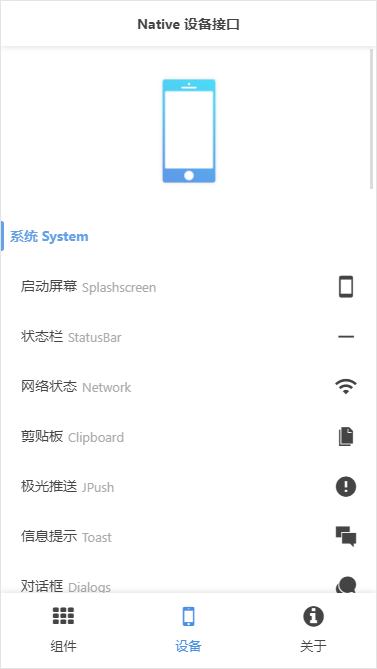 Native 设备接口
系统 System
启动屏幕 Splashscreen
状态栏 StatusBar
网络状态 Network
剪贴板 Clipboard
极光推送 JPush
信息提示 Toast
对话框 Dialogs
组件 设备 关于